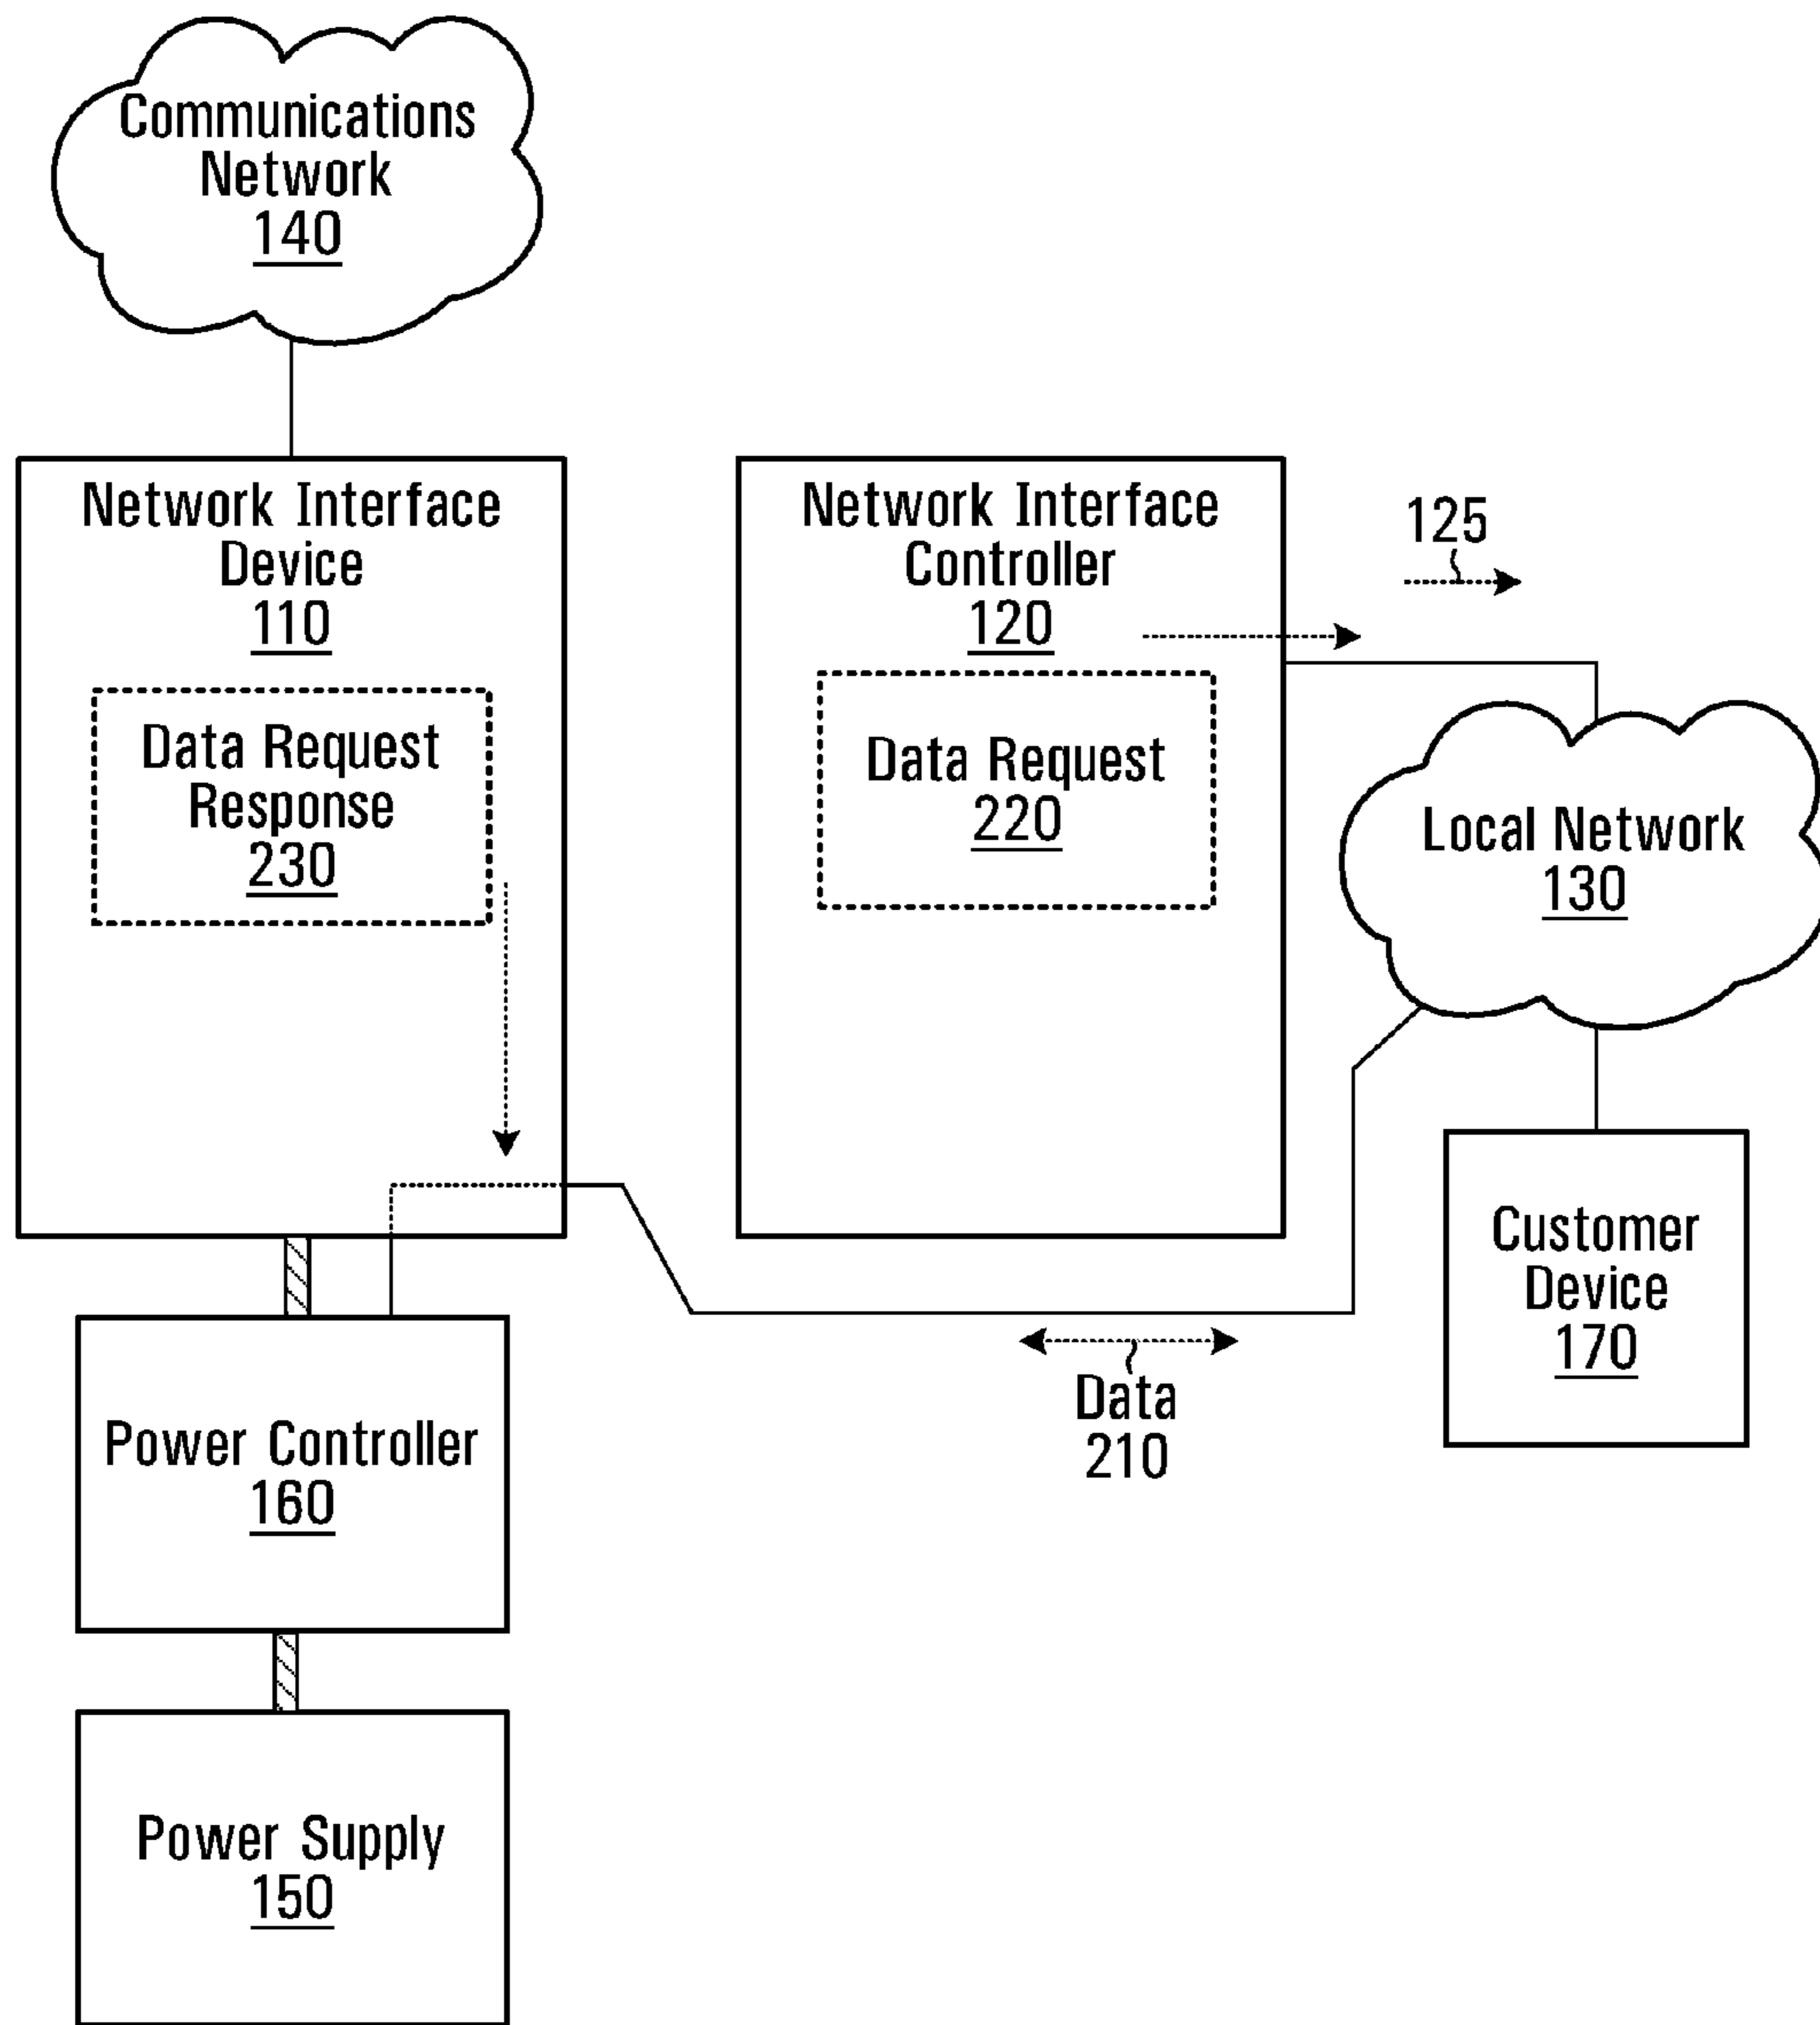 Communications
Network
140
Network Interface
Device
110
Data Request
Response
230
Network Interface
Controller
120
Data Request
220
125
Local Network
130
Customer
Device
170
Data
210
Power Controller
160
Power Supply
150